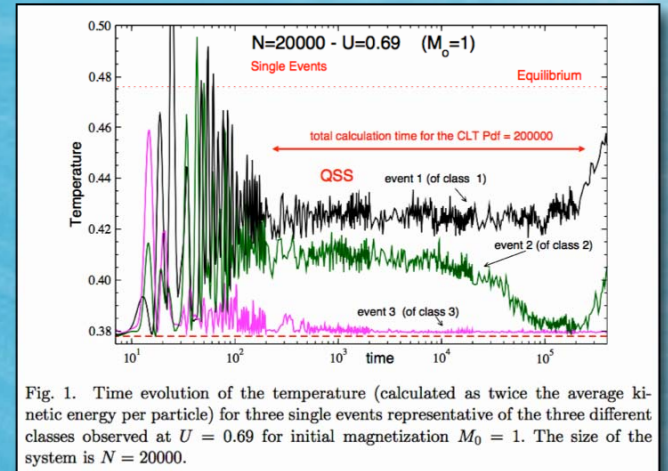 N=20000 - U=0.69 (Mₒ=1)
Single Events
Equilibrium
total calculation time for the CLT Pdf = 200000
QSS
event 1 (of class 1)
event 2 (of class 2)
event 3 (of class 3)
Temperature
0.50
0.48
0.46
0.44
0.42
0.40
0.38
10¹ 10² 10³ time 10⁴ 10⁵
Fig. 1. Time evolution of the temperature (calculated as twice the average ki-
netic energy per particle) for three single events representative of the three different
classes observed at U = 0.69 for initial magnetization M₀ = 1. The size of the
system is N = 20000.